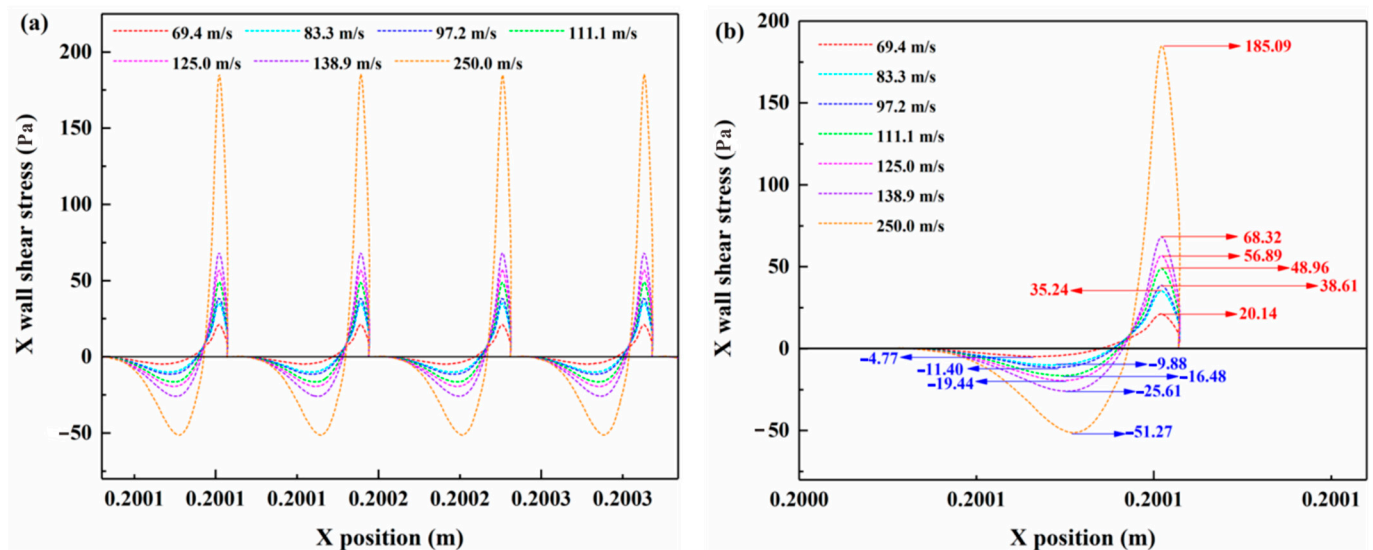 (a)
69.4 m/s 83.3 m/s 97.2 m/s 111.1 m/s
125.0 m/s 138.9 m/s 250.0 m/s
X wall shear stress (Pa)
200
150
100
50
0
−50
0.2001 0.2001 0.2001 0.2002 0.2003 0.2003
X position (m)
(b)
69.4 m/s
83.3 m/s
97.2 m/s
111.1 m/s
125.0 m/s
138.9 m/s
250.0 m/s
X wall shear stress (Pa)
200
150
100
50
0
−50
185.09
68.32
56.89
48.96
35.24
38.61
20.14
−4.77
−9.88
−11.40
−16.48
−19.44
−25.61
−51.27
0.2000 0.2001 0.2001 0.2001
X position (m)